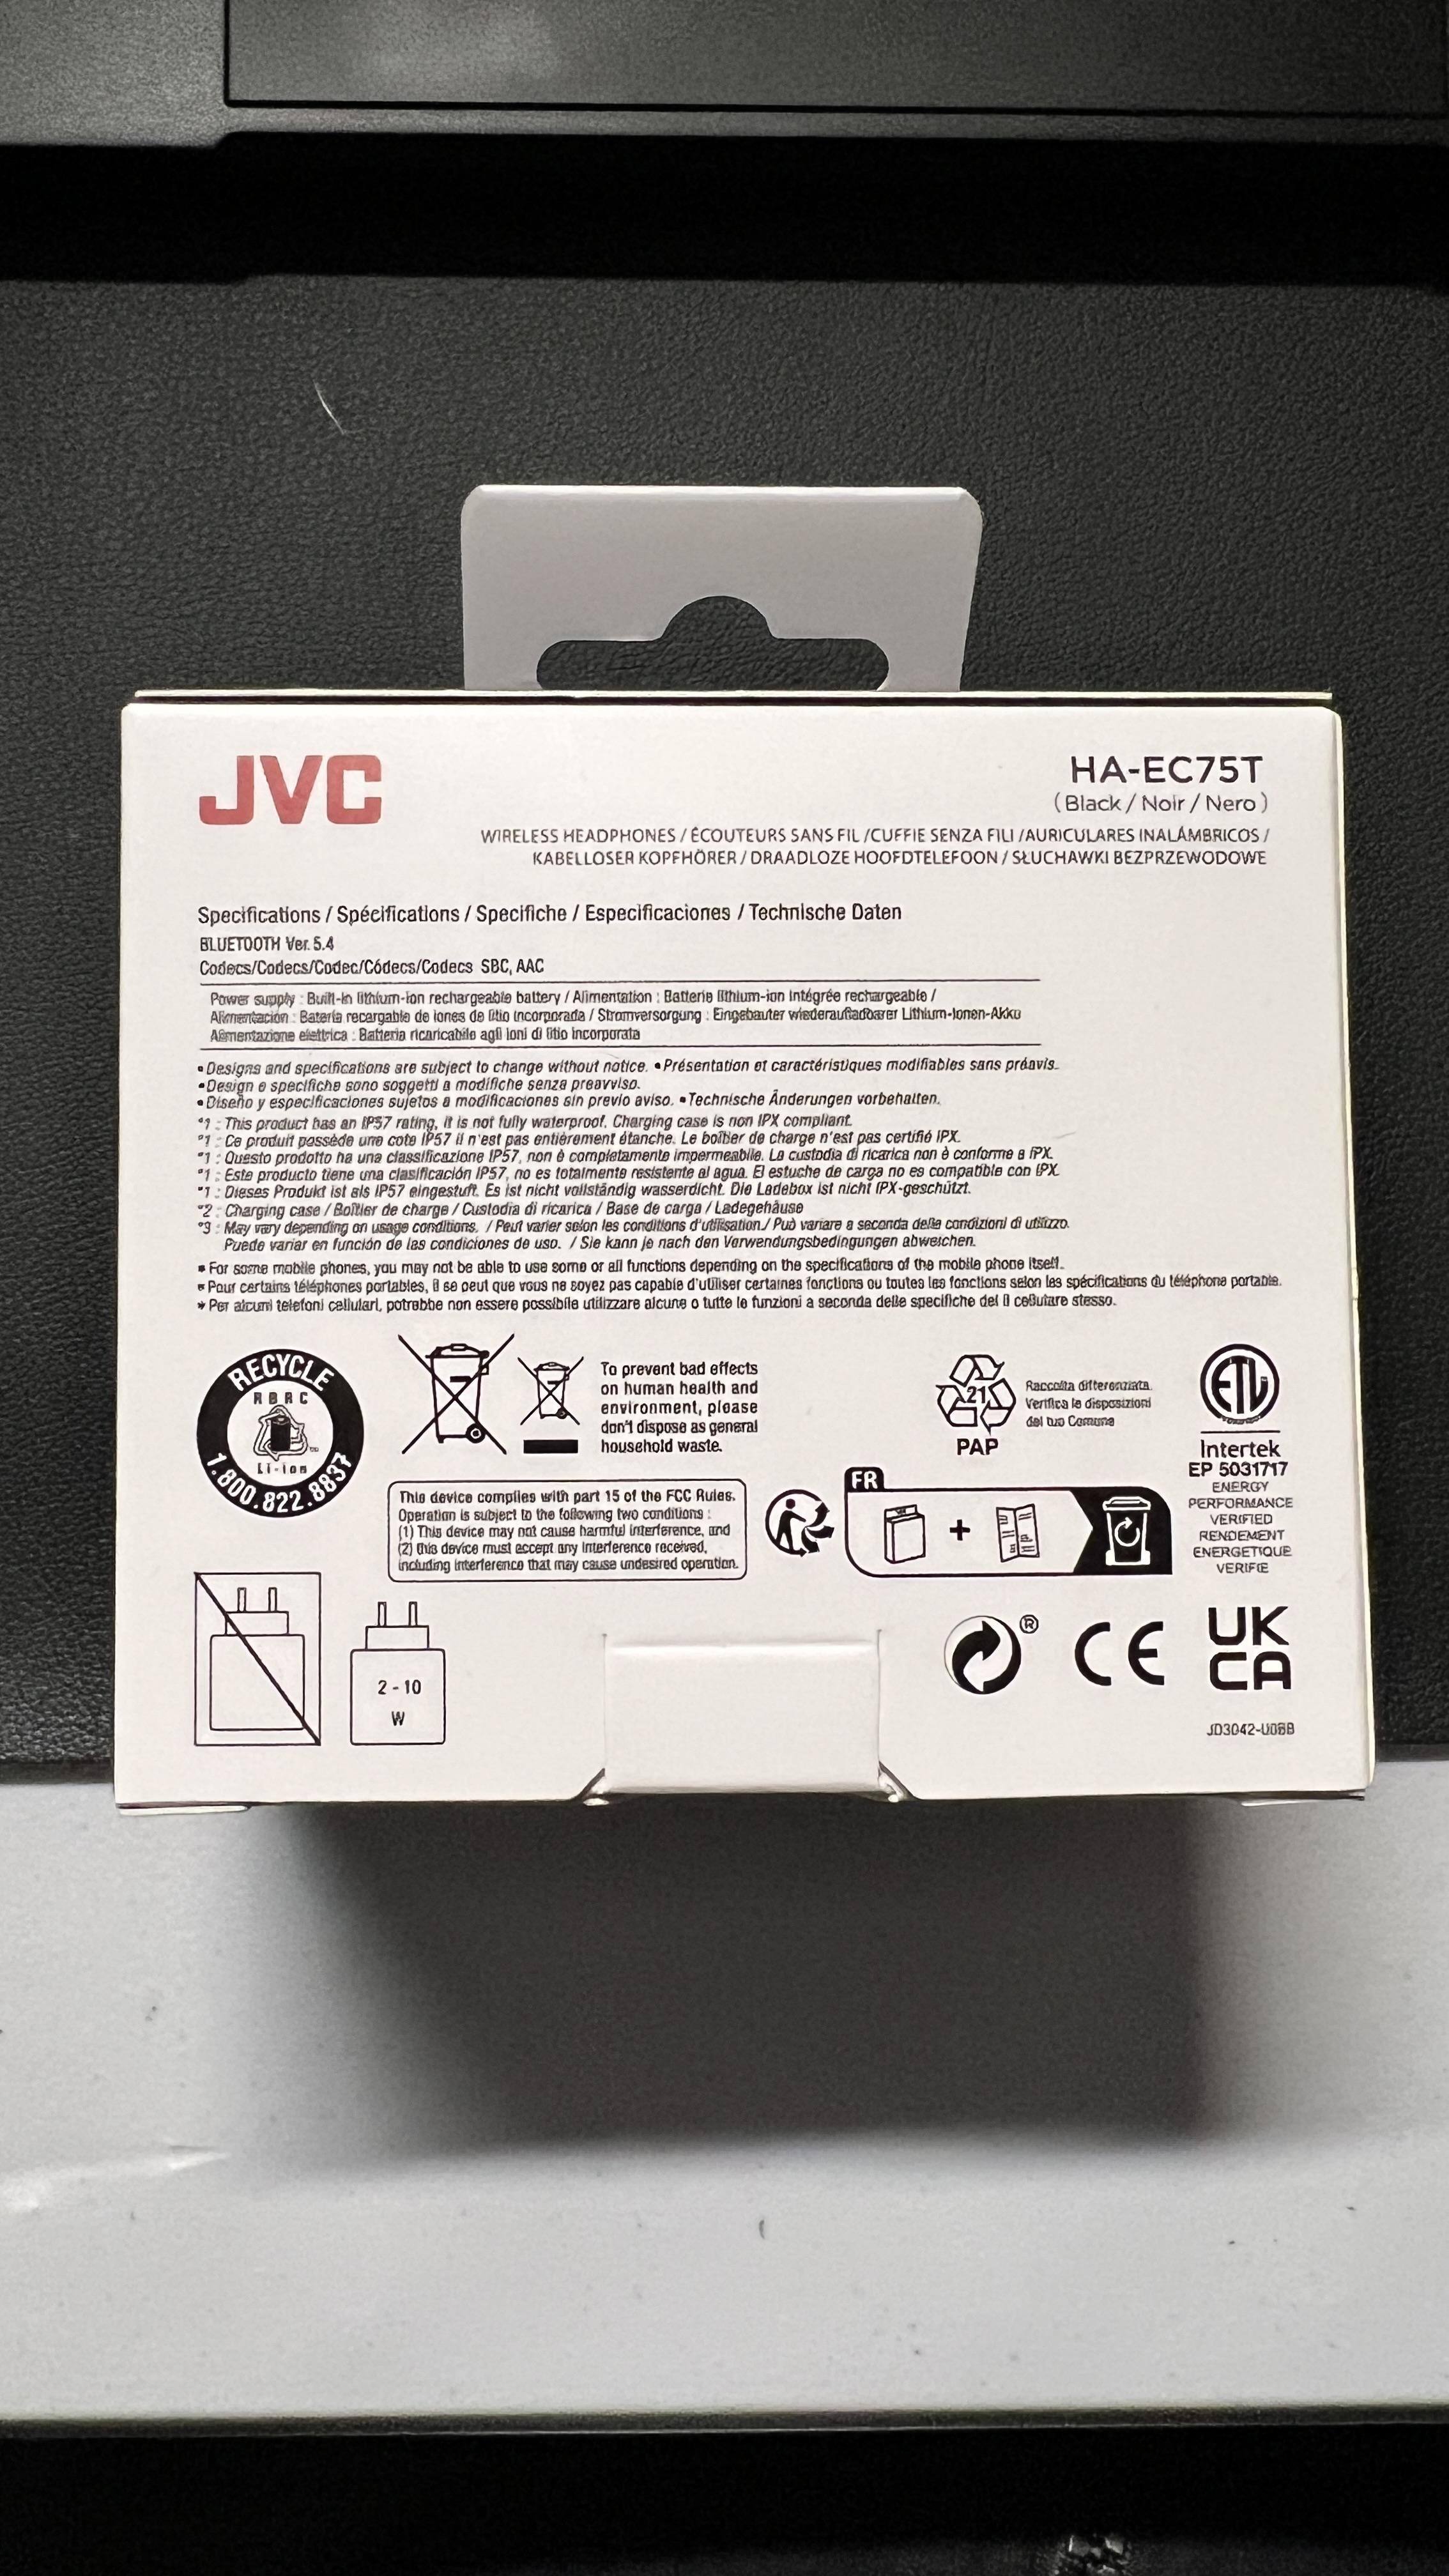 JVC
HA-EC75T
(Black / Noir / Nero)
WIRELESS HEADPHONES / ÉCOUTEURS SANS FIL /CUFFIE SENZA FILI /AURICULARES INALÁMBRICOS /
KABELLOSER KOPFHÖRER / DRAADLOZE HOOFDTELEFOON / SŁUCHAWKI BEZPRZEWODOWE
Specifications / Spécifications / Specifiche / Especificaciones / Technische Daten
BLUETOOTH Ver. 5.4
Codecs/Codecs/Codec/Códecs/Codecs SBC, AAC
Power supply : Built-in lithium-ion rechargeable battery / Alimentation : Batterie lithium-ion intégrée rechargeable /
Alimentación : Batería recargable de iones de litio incorporada / Stromversorgung : Eingebauter wiederaufladbarer Lithium-Ionen-Akku
Alimentazione elettrica : Batteria ricaricabile agli ioni di litio incorporata
•Designs and specifications are subject to change without notice. •Présentation et caractéristiques modifiables sans préavis.
•Design e specifiche sono soggetti a modifiche senza preavviso.
•Diseño y especificaciones sujetos a modificaciones sin previo aviso. •Technische Änderungen vorbehalten.
*1 : This product has an IP57 rating, it is not fully waterproof. Charging case is non IPX compliant.
*1 : Ce produit possède une cote IP57 il n'est pas entièrement étanche. Le boîtier de charge n'est pas certifié IPX.
*1 : Questo prodotto ha una classificazione IP57, non è completamente impermeabile. La custodia di ricarica non è conforme a IPX.
*1 : Este producto tiene una clasificación IP57, no es totalmente resistente al agua. El estuche de carga no es compatible con IPX.
*1 : Dieses Produkt ist als IP57 eingestuft. Es ist nicht vollständig wasserdicht. Die Ladebox ist nicht IPX-geschützt.
*2 : Charging case / Boîtier de charge / Custodia di ricarica / Base de carga / Ladegehäuse
*3 : May vary depending on usage conditions. / Peut varier selon les conditions d'utilisation./ Può variare a seconda delle condizioni di utilizzo.
Puede variar en función de las condiciones de uso. / Sie kann je nach den Verwendungsbedingungen abweichen.
* For some mobile phones, you may not be able to use some or all functions depending on the specifications of the mobile phone itself.
* Pour certains téléphones portables, il se peut que vous ne soyez pas capable d'utiliser certaines fonctions ou toutes les fonctions selon les spécifications du téléphone portable.
* Per alcuni telefoni cellulari, potrebbe non essere possibile utilizzare alcune o tutte le funzioni a seconda delle specifiche del il cellulare stesso.
RECYCLE
RBRC
Li-ion
1.800.822.8837
To prevent bad effects
on human health and
environment, please
don't dispose as general
household waste.
21
PAP
Raccolta differenziata.
Verifica le disposizioni
del tuo Comune
ETL
Intertek
EP 5031717
ENERGY
PERFORMANCE
VERIFIED
RENDEMENT
ENERGETIQUE
VERIFIE
This device complies with part 15 of the FCC Rules.
Operation is subject to the following two conditions :
(1) This device may not cause harmful interference, and
(2) this device must accept any interference received,
including interference that may cause undesired operation.
FR
+
2 - 10
W
®
CE
UK
CA
JD3042-U06B